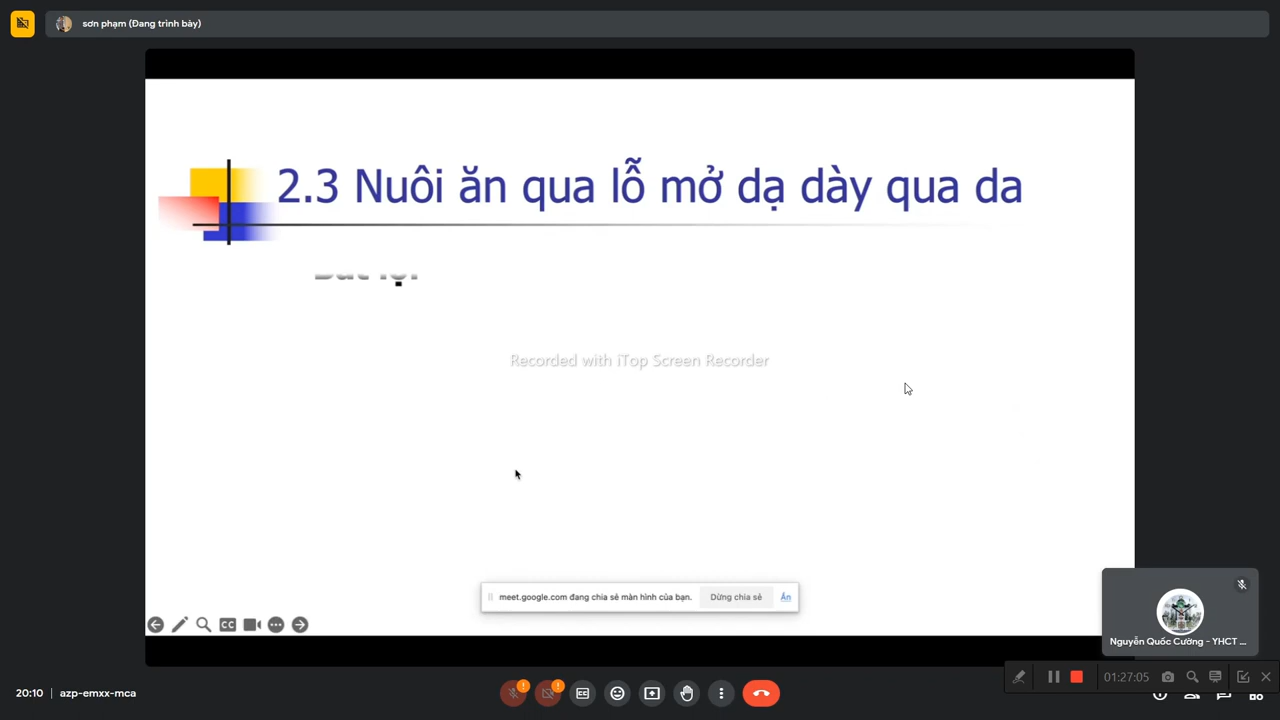 sơn phạm (Đang trình bày)
2.3 Nuôi ăn qua lỗ mở dạ dày qua da
Recorded with iTop Screen Recorder
meet.google.com đang chia sẻ màn hình của bạn.
Dừng chia sẻ
Ẩn
CC
Nguyễn Quốc Cường - YHCT ...
01:27:05
20:10
azp-emxx-mca